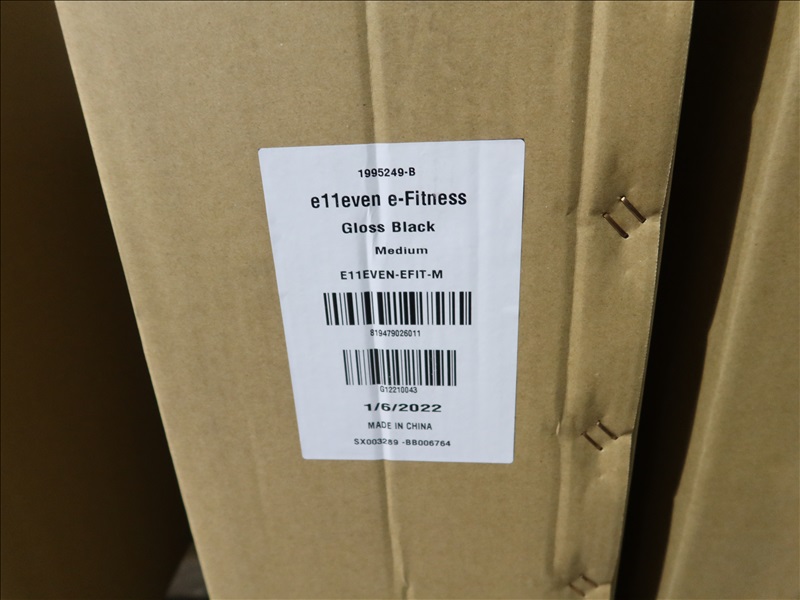 1995249-B
e11even e-Fitness
Gloss Black
Medium
E11EVEN-EFIT-M
819479026011
G12210043
1/6/2022
MADE IN CHINA
SX003289 -BB006764